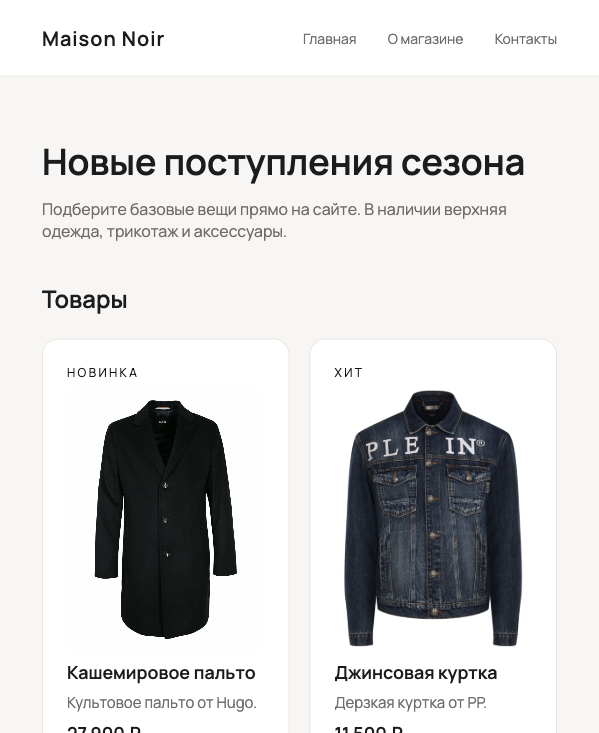 Maison Noir
Главная
О магазине
Контакты
Новые поступления сезона
Подберите базовые вещи прямо на сайте. В наличии верхняя
одежда, трикотаж и аксессуары.
Товары
НОВИНКА
Кашемировое пальто
Культовое пальто от Hugo.
27 900 ₽
ХИТ
PLE IN®
Джинсовая куртка
Дерзкая куртка от PP.
11 500 ₽